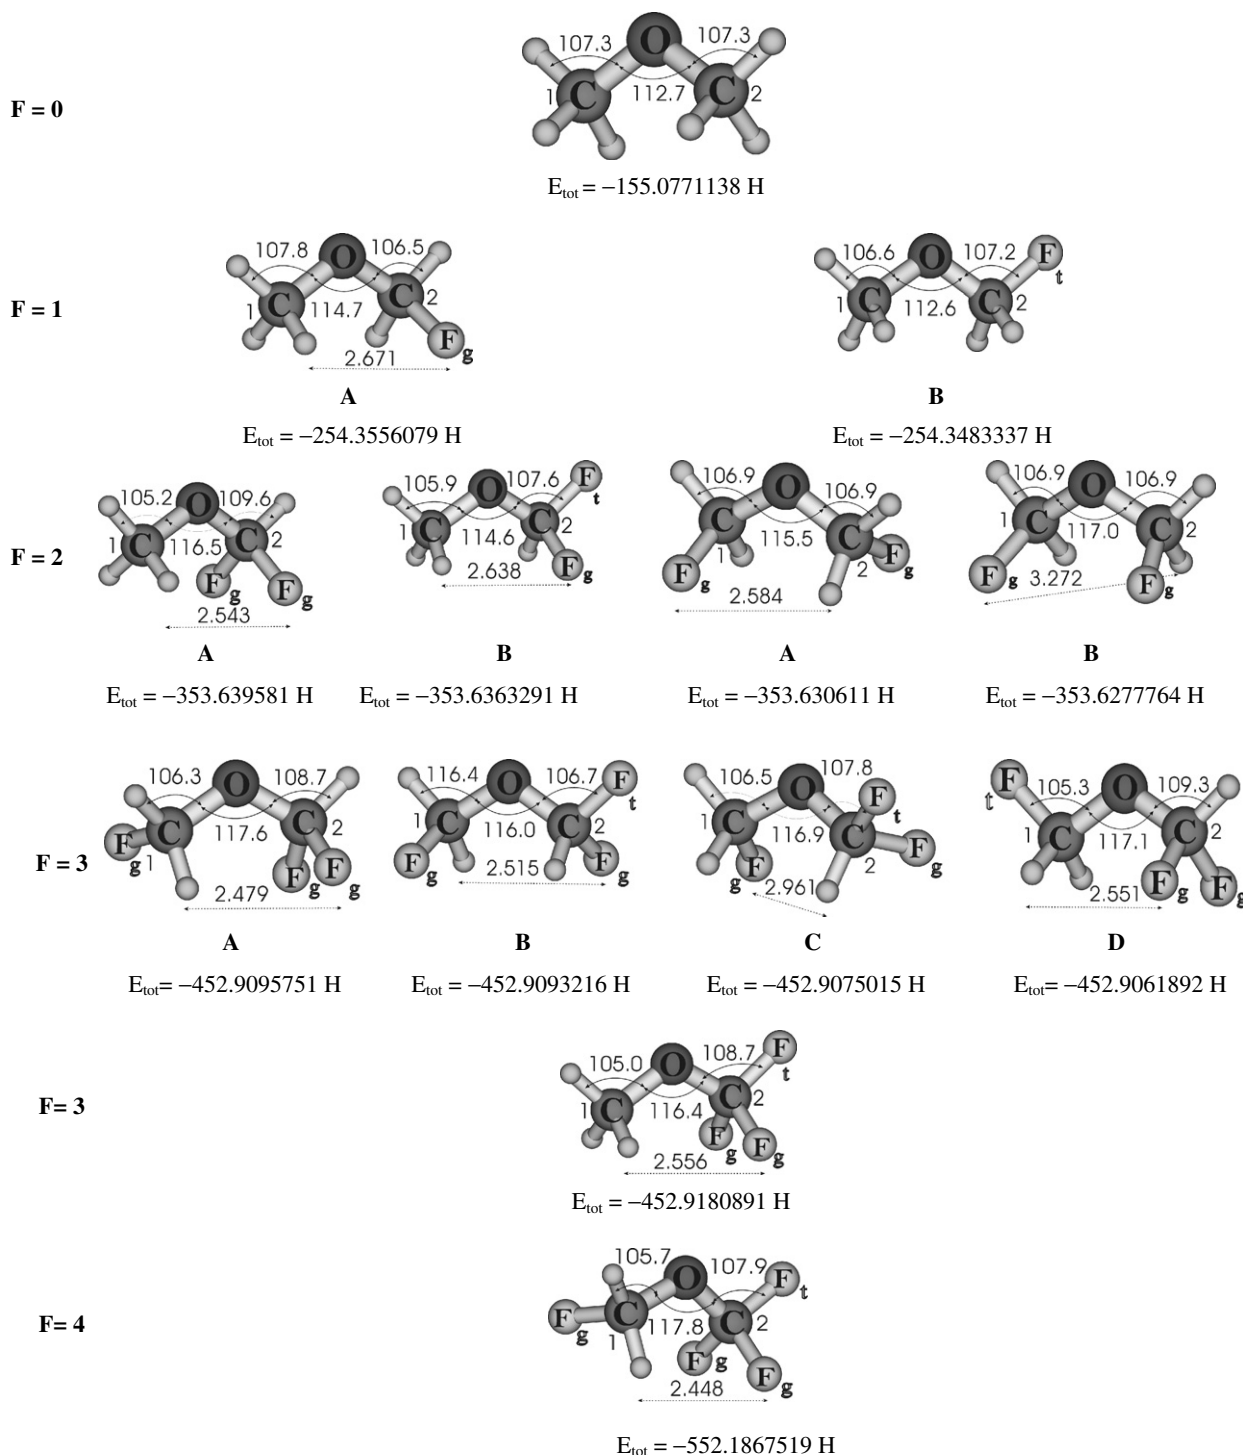 107.3 O 107.3
1 C 112.7 C 2
F = 0
E_tot = −155.0771138 H
107.8 O 106.5
1 C 114.7 C 2
F g
2.671
106.6 O 107.2 F t
1 C 112.6 C 2
F = 1
A B
E_tot = −254.3556079 H E_tot = −254.3483337 H
105.2 O 109.6
1 C 116.5 C 2
F g F g
2.543
105.9 O 107.6 F t
1 C 114.6 C 2
F g
2.638
106.9 O 106.9
C 1 115.5 C 2
F g F g
2.584
106.9 O 106.9
C 1 117.0 C 2
F g F g
3.272
F = 2
A B A B
E_tot = −353.639581 H E_tot = −353.6363291 H E_tot = −353.630611 H E_tot = −353.6277764 H
106.3 O 108.7
F g 1 C 117.6 C 2
F g F g
2.479
116.4 O 106.7 F t
1 C 116.0 C 2
F g F g
2.515
106.5 O 107.8 F t
1 C 116.9 C 2
F g F g
2.961
F t 105.3 O 109.3
1 C 117.1 C 2
F g F g
2.551
F = 3
A B C D
E_tot= −452.9095751 H E_tot= −452.9093216 H E_tot= −452.9075015 H E_tot= −452.9061892 H
105.0 O 108.7 F t
1 C 116.4 C 2
F g F g
2.556
F= 3
E_tot = −452.9180891 H
105.7 O 107.9 F t
F g 1 C 117.8 C 2
F g F g
2.448
F= 4
E_tot = −552.1867519 H